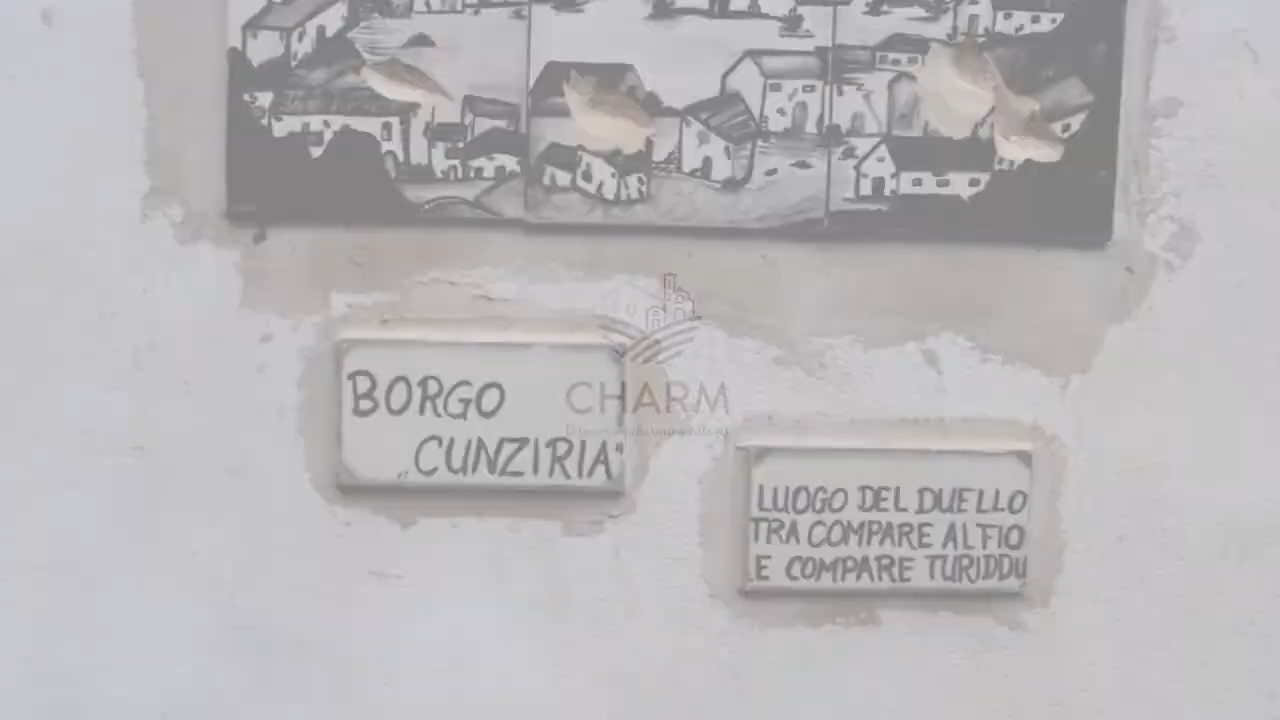 BORGO
„CUNZIRIA"
CHARM
LUOGO DEL DUELLO
TRA COMPARE ALFIO
E COMPARE TURIDDU